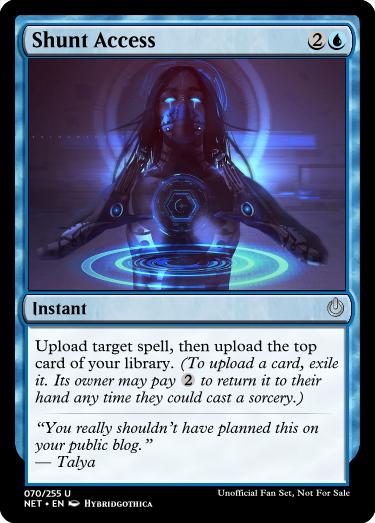 Shunt Access 2
Instant
Upload target spell, then upload the top
card of your library. (To upload a card, exile
it. Its owner may pay 2 to return it to their
hand any time they could cast a sorcery.)
“You really shouldn’t have planned this on
your public blog.”
— Talya
070/255 U
NET • EN Hybridgothica
Unofficial Fan Set, Not For Sale